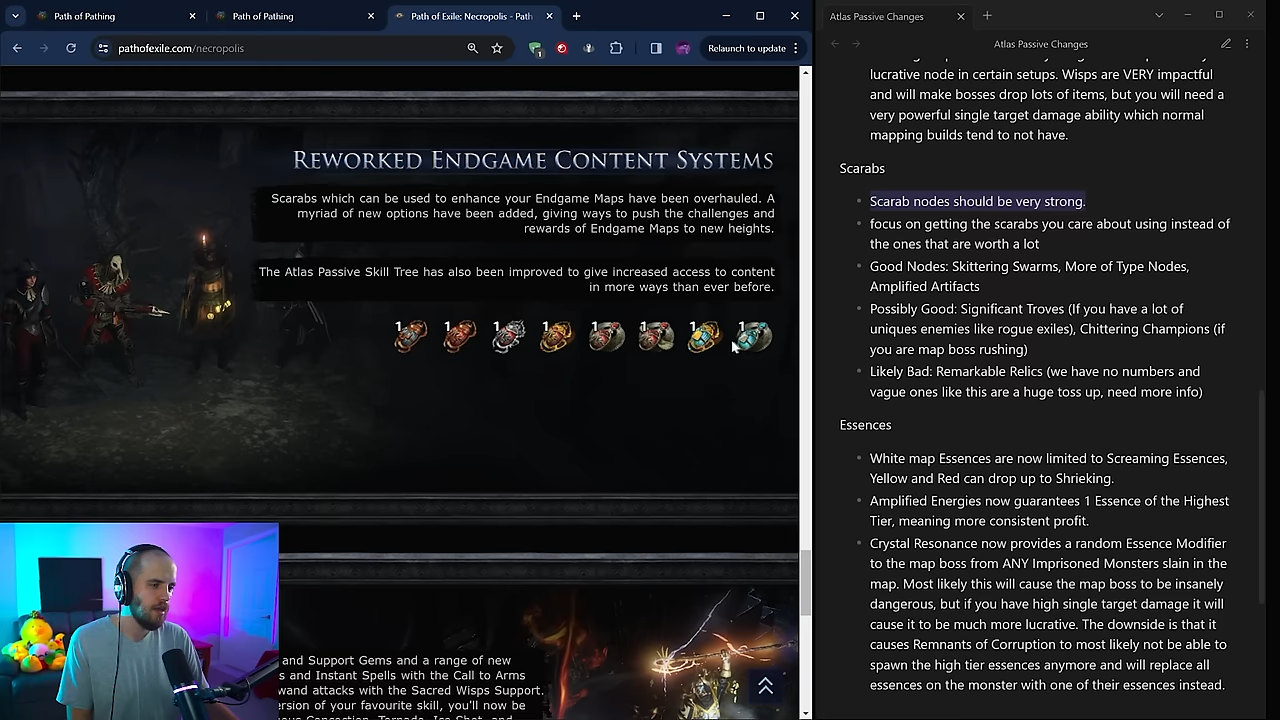 Path of Pathing
Path of Pathing
Path of Exile: Necropolis - Path
pathofexile.com/necropolis
1
Relaunch to update
REWORKED ENDGAME CONTENT SYSTEMS
Scarabs which can be used to enhance your Endgame Maps have been overhauled. A
myriad of new options have been added, giving ways to push the challenges and
rewards of Endgame Maps to new heights.
The Atlas Passive Skill Tree has also been improved to give increased access to content
in more ways than ever before.
1 1 1 1 1 1 1 1
and Support Gems and a range of new
s and Instant Spells with the Call to Arms
wand attacks with the Sacred Wisps Support.
ersion of your favourite skill, you'll now be
Atlas Passive Changes
Atlas Passive Changes
lucrative node in certain setups. Wisps are VERY impactful
and will make bosses drop lots of items, but you will need a
very powerful single target damage ability which normal
mapping builds tend to not have.
Scarabs
Scarab nodes should be very strong.
focus on getting the scarabs you care about using instead of
the ones that are worth a lot
Good Nodes: Skittering Swarms, More of Type Nodes,
Amplified Artifacts
Possibly Good: Significant Troves (If you have a lot of
uniques enemies like rogue exiles), Chittering Champions (if
you are map boss rushing)
Likely Bad: Remarkable Relics (we have no numbers and
vague ones like this are a huge toss up, need more info)
Essences
White map Essences are now limited to Screaming Essences,
Yellow and Red can drop up to Shrieking.
Amplified Energies now guarantees 1 Essence of the Highest
Tier, meaning more consistent profit.
Crystal Resonance now provides a random Essence Modifier
to the map boss from ANY Imprisoned Monsters slain in the
map. Most likely this will cause the map boss to be insanely
dangerous, but if you have high single target damage it will
cause it to be much more lucrative. The downside is that it
causes Remnants of Corruption to most likely not be able to
spawn the high tier essences anymore and will replace all
essences on the monster with one of their essences instead.